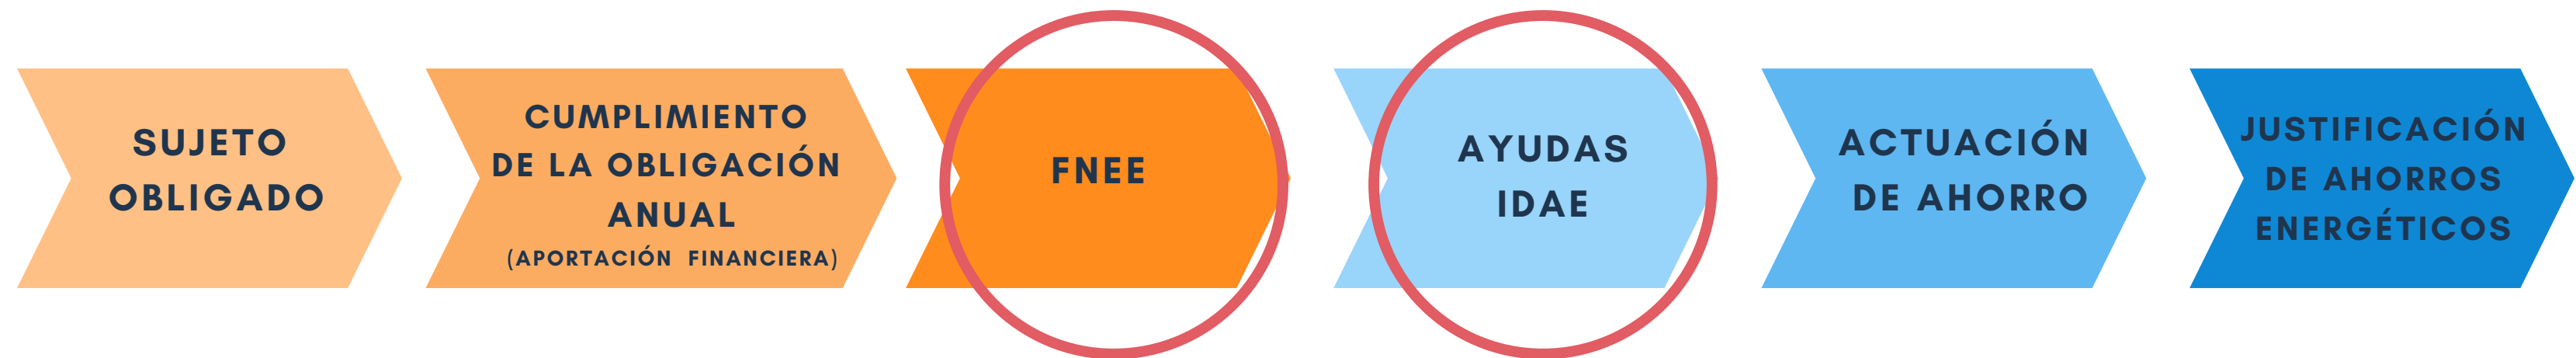 SUJETO
OBLIGADO
CUMPLIMIENTO
DE LA OBLIGACIÓN
ANUAL
(APORTACIÓN FINANCIERA)
FNEE
AYUDAS
IDAE
ACTUACIÓN
DE AHORRO
JUSTIFICACIÓN
DE AHORROS
ENERGÉTICOS